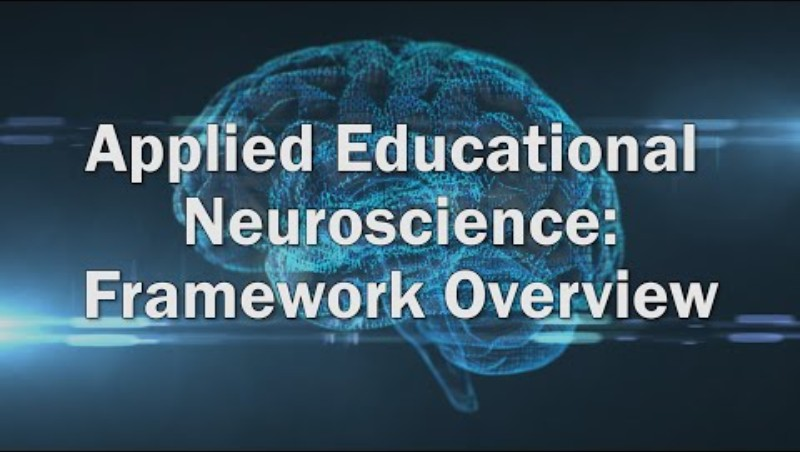 Applied Educational
Neuroscience:
Framework Overview